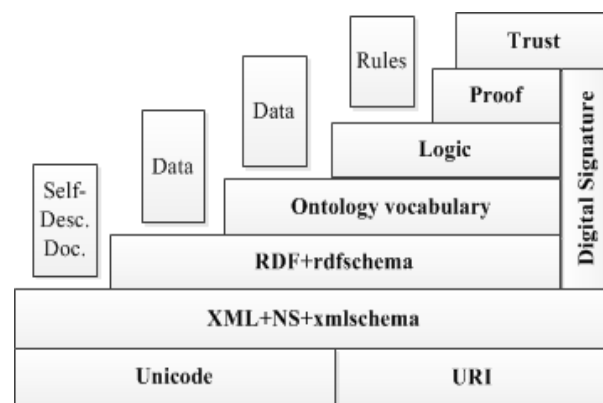 Trust
Rules
Proof
Data
Logic
Data
Self-
Desc.
Doc.
Ontology vocabulary
Digital Signature
RDF+rdfschema
XML+NS+xmlschema
Unicode
URI